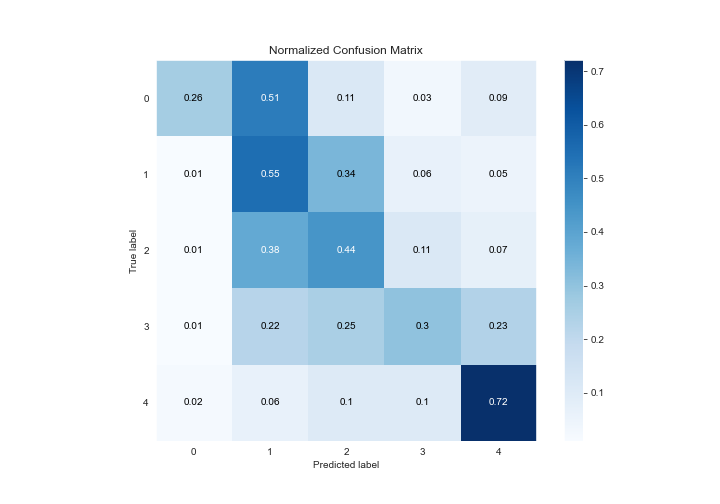 Normalized Confusion Matrix
0 0.26 0.51 0.11 0.03 0.09
1 0.01 0.55 0.34 0.06 0.05
2 0.01 0.38 0.44 0.11 0.07
3 0.01 0.22 0.25 0.3 0.23
4 0.02 0.06 0.1 0.1 0.72
0 1 2 3 4
Predicted label
True label
0.7
0.6
0.5
0.4
0.3
0.2
0.1